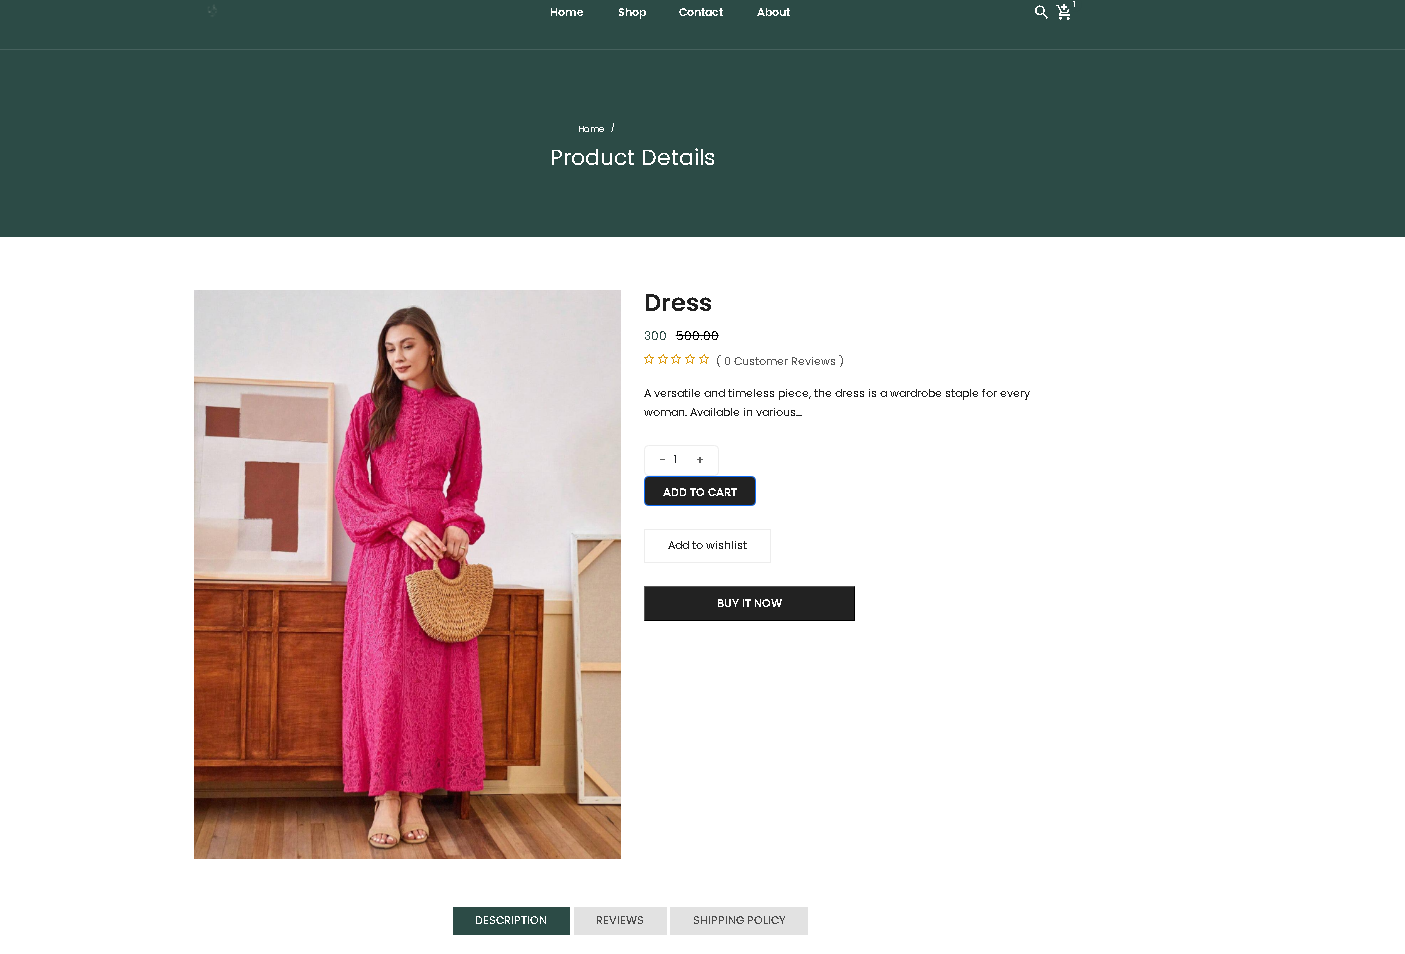 Home Shop Contact About
1
Home /
Product Details
Dress
300 500.00
( 0 Customer Reviews )
A versatile and timeless piece, the dress is a wardrobe staple for every
woman. Available in various...
- 1 +
ADD TO CART
Add to wishlist
BUY IT NOW
DESCRIPTION REVIEWS SHIPPING POLICY